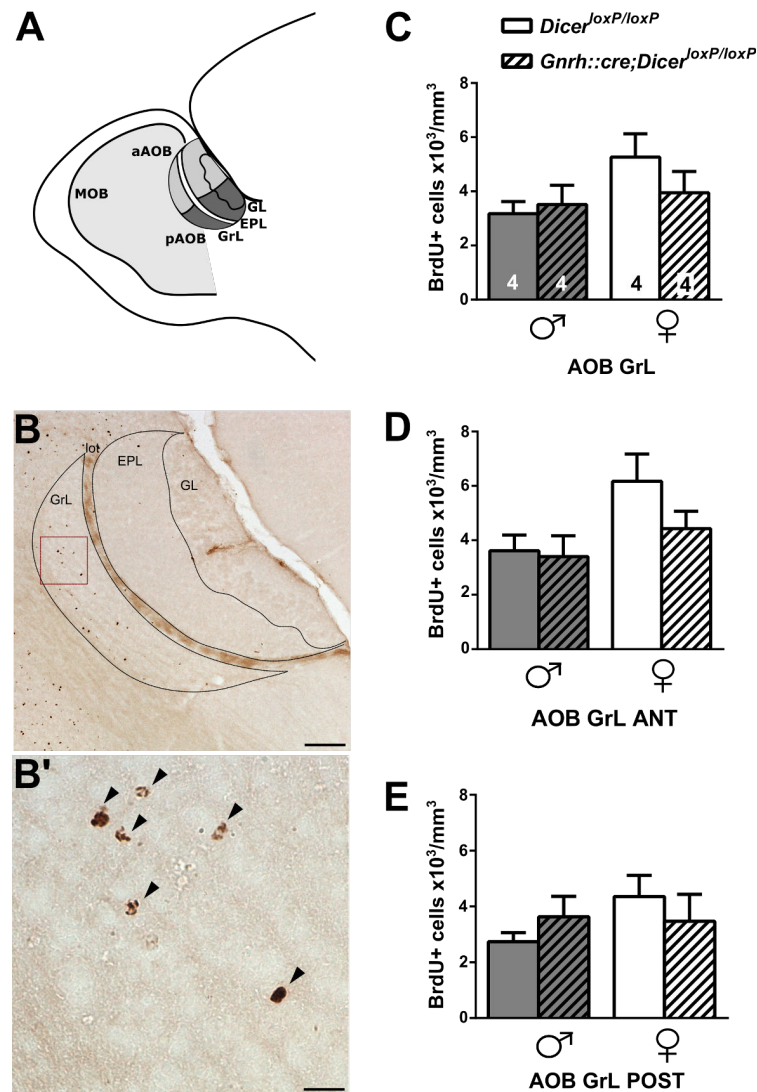 A
aAOB
MOB
GL
EPL
pAOB
GrL
B
lot
EPL
GL
GrL
B'
C
Dicer^loxP/loxP
Gnrh::cre;Dicer^loxP/loxP
BrdU+ cells x10³/mm³
8
6
4
2
0
4
4
4
4
♂
♀
AOB GrL
D
BrdU+ cells x10³/mm³
8
6
4
2
0
♂
♀
AOB GrL ANT
E
BrdU+ cells x10³/mm³
8
6
4
2
0
♂
♀
AOB GrL POST